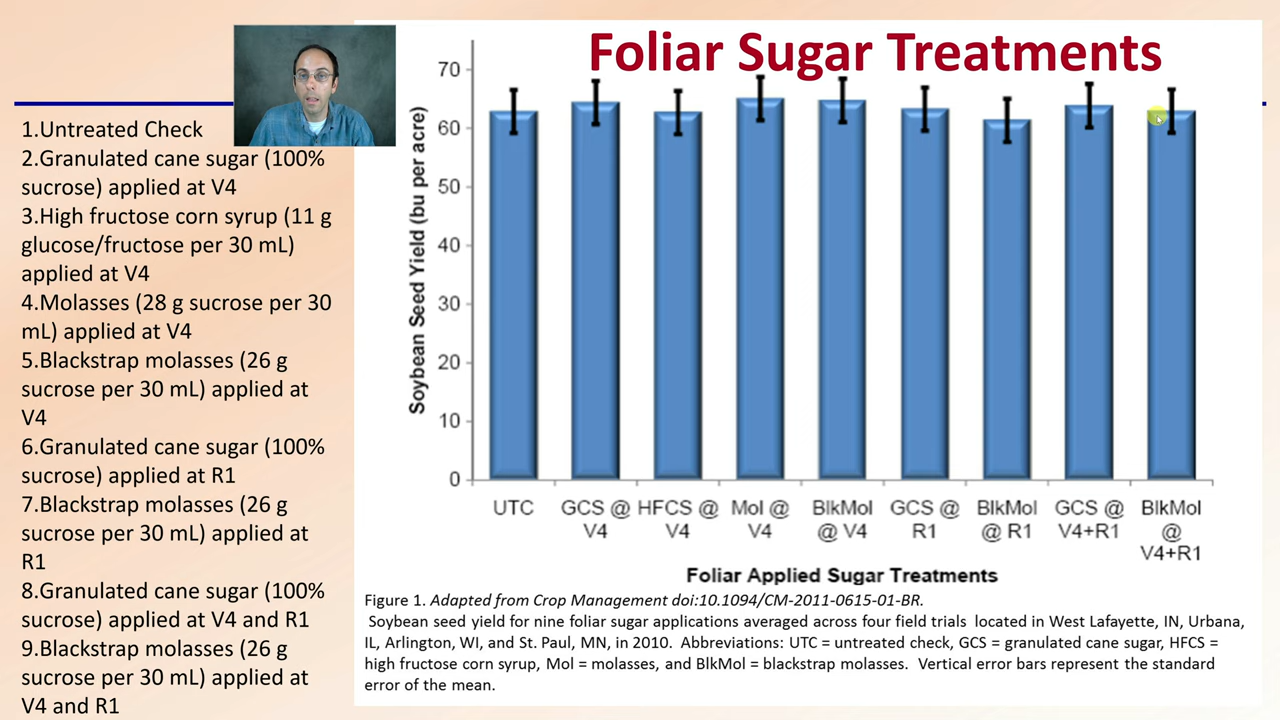 Foliar Sugar Treatments
1.Untreated Check
2.Granulated cane sugar (100%
sucrose) applied at V4
3.High fructose corn syrup (11 g
glucose/fructose per 30 mL)
applied at V4
4.Molasses (28 g sucrose per 30
mL) applied at V4
5.Blackstrap molasses (26 g
sucrose per 30 mL) applied at
V4
6.Granulated cane sugar (100%
sucrose) applied at R1
7.Blackstrap molasses (26 g
sucrose per 30 mL) applied at
R1
8.Granulated cane sugar (100%
sucrose) applied at V4 and R1
9.Blackstrap molasses (26 g
sucrose per 30 mL) applied at
V4 and R1
Soybean Seed Yield (bu per acre)
70
60
50
40
30
20
10
0
UTC
GCS @
V4
HFCS @
V4
Mol @
V4
BlkMol
@ V4
GCS @
R1
BlkMol
@ R1
GCS @
V4+R1
BlkMol
@
V4+R1
Foliar Applied Sugar Treatments
Figure 1. Adapted from Crop Management doi:10.1094/CM-2011-0615-01-BR.
Soybean seed yield for nine foliar sugar applications averaged across four field trials located in West Lafayette, IN, Urbana,
IL, Arlington, WI, and St. Paul, MN, in 2010. Abbreviations: UTC = untreated check, GCS = granulated cane sugar, HFCS =
high fructose corn syrup, Mol = molasses, and BlkMol = blackstrap molasses. Vertical error bars represent the standard
error of the mean.